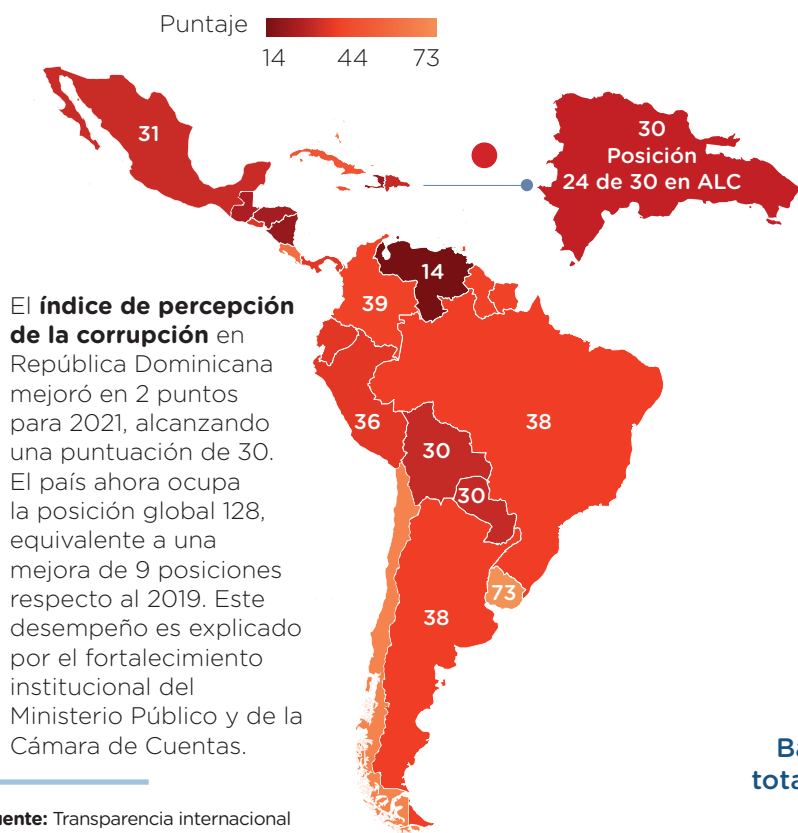 Puntaje
14 44 73
31
30
Posición
24 de 30 en ALC
14
39
36
38
30
30
73
38
El índice de percepción
de la corrupción en
República Dominicana
mejoró en 2 puntos
para 2021, alcanzando
una puntuación de 30.
El país ahora ocupa
la posición global 128,
equivalente a una
mejora de 9 posiciones
respecto al 2019. Este
desempeño es explicado
por el fortalecimiento
institucional del
Ministerio Público y de la
Cámara de Cuentas.
uente: Transparencia internacional
Ba
tota